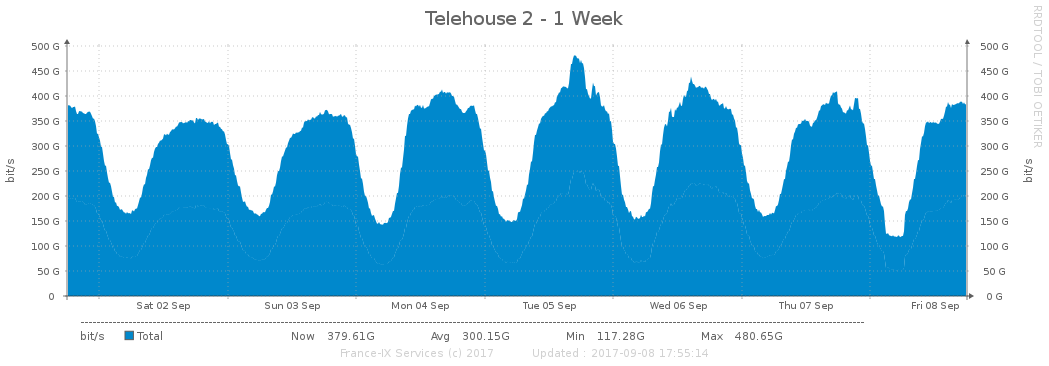 Telehouse 2 - 1 Week
RRDTOOL / TOBI OETIKER
500 G 500 G
450 G 450 G
400 G 400 G
350 G 350 G
300 G 300 G
250 G 250 G
200 G 200 G
150 G 150 G
100 G 100 G
50 G 50 G
0 0 G
bit/s bit/s
Sat 02 Sep Sun 03 Sep Mon 04 Sep Tue 05 Sep Wed 06 Sep Thu 07 Sep Fri 08 Sep
bit/s Total Now 379.61G Avg 300.15G Min 117.28G Max 480.65G
France-IX Services (c) 2017 Updated : 2017-09-08 17:55:14